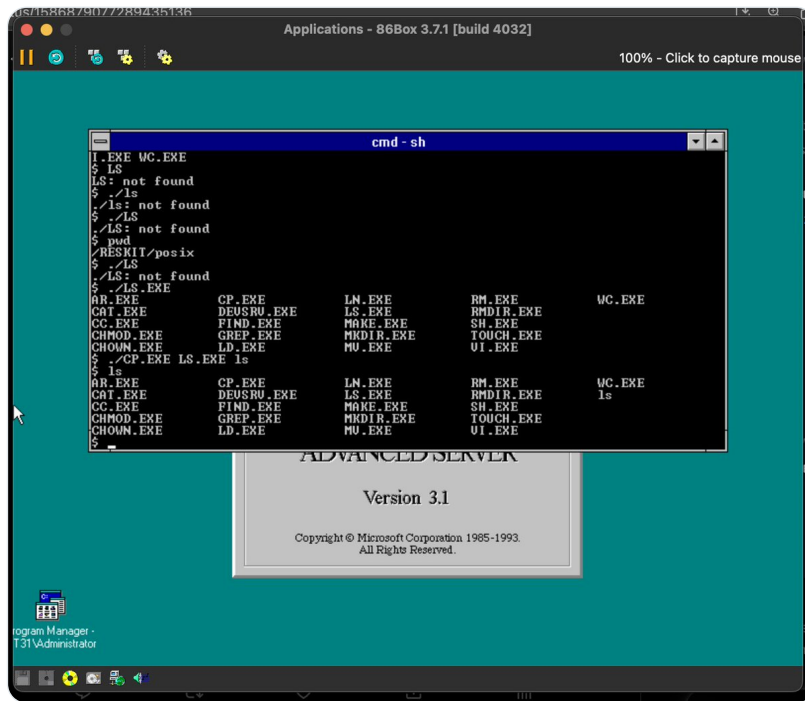 us/1586879077289435136
Applications - 86Box 3.7.1 [build 4032]
100% - Click to capture mouse
cmd - sh
I.EXE WC.EXE
$ LS
LS: not found
$ ./ls
./ls: not found
$ ./LS
./LS: not found
$ pwd
/RESKIT/posix
$ ./LS
./LS: not found
$ ./LS.EXE
AR.EXE CP.EXE LN.EXE RM.EXE WC.EXE
CAT.EXE DEVSRV.EXE LS.EXE RMDIR.EXE
CC.EXE FIND.EXE MAKE.EXE SH.EXE
CHMOD.EXE GREP.EXE MKDIR.EXE TOUCH.EXE
CHOWN.EXE LD.EXE MV.EXE VI.EXE
$ ./CP.EXE LS.EXE ls
$ ls
AR.EXE CP.EXE LN.EXE RM.EXE WC.EXE
CAT.EXE DEVSRV.EXE LS.EXE RMDIR.EXE ls
CC.EXE FIND.EXE MAKE.EXE SH.EXE
CHMOD.EXE GREP.EXE MKDIR.EXE TOUCH.EXE
CHOWN.EXE LD.EXE MV.EXE VI.EXE
$ _
ADVANCED SERVER
Version 3.1
Copyright © Microsoft Corporation 1985-1993.
All Rights Reserved.
rogram Manager -
T31\Administrator